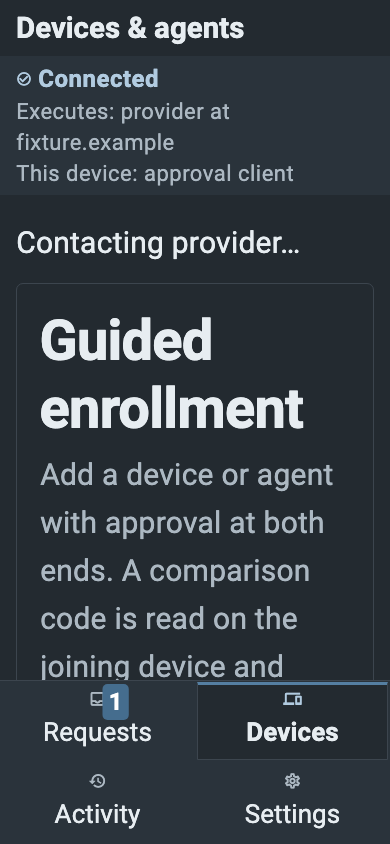 Devices & agents
Connected
Executes: provider at
fixture.example
This device: approval client
Contacting provider…
Guided
enrollment
Add a device or agent
with approval at both
ends. A comparison
code is read on the
joining device and
1
Requests
Devices
Activity
Settings